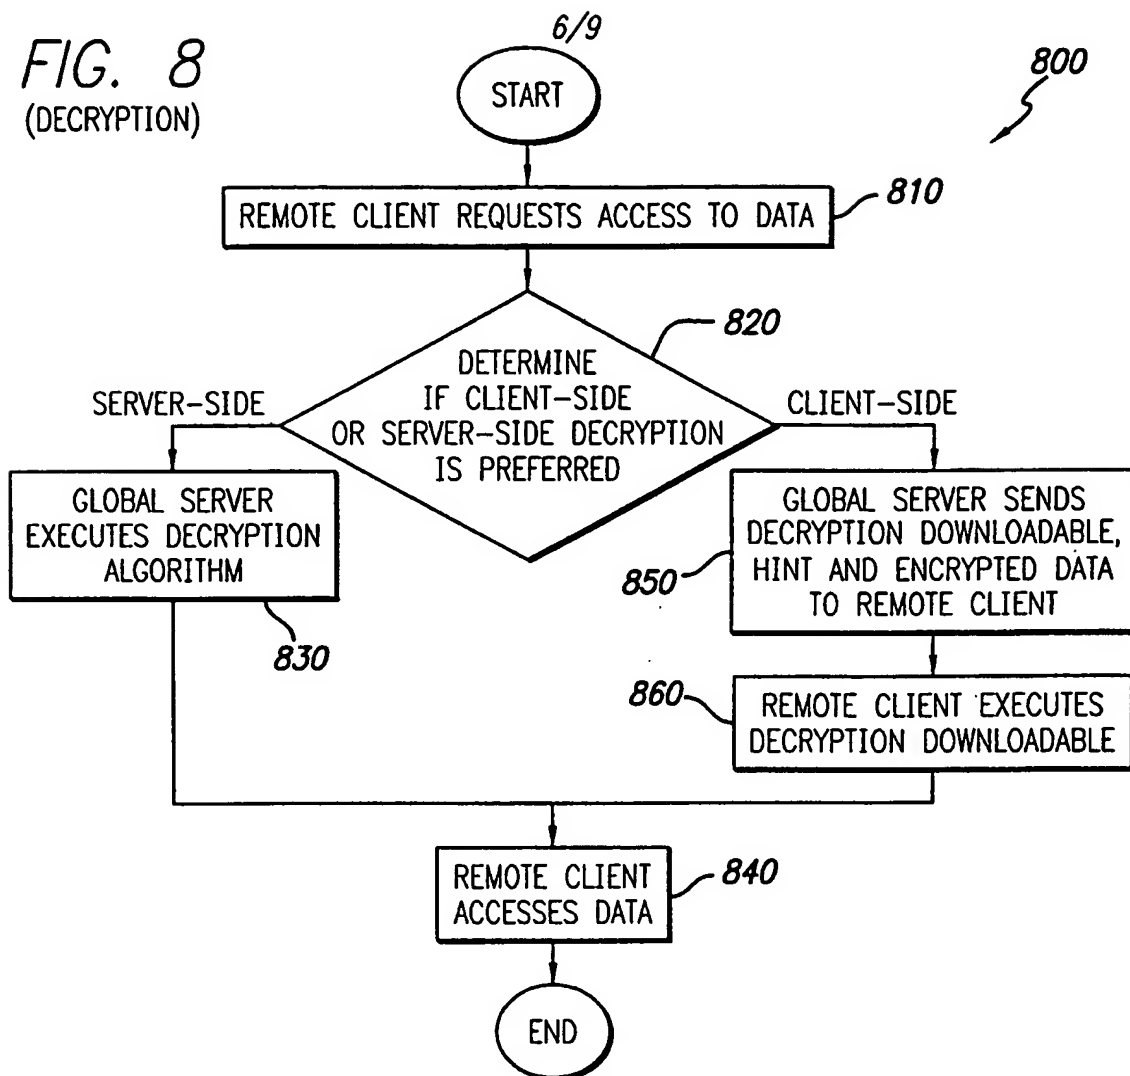 6/9
FIG. 8
(DECRYPTION)
800
START
REMOTE CLIENT REQUESTS ACCESS TO DATA
810
820
DETERMINE
IF CLIENT-SIDE
OR SERVER-SIDE DECRYPTION
IS PREFERRED
SERVER-SIDE
CLIENT-SIDE
GLOBAL SERVER
EXECUTES DECRYPTION
ALGORITHM
830
GLOBAL SERVER SENDS
DECRYPTION DOWNLOADABLE,
HINT AND ENCRYPTED DATA
TO REMOTE CLIENT
850
860
REMOTE CLIENT EXECUTES
DECRYPTION DOWNLOADABLE
REMOTE CLIENT
ACCESSES DATA
840
END